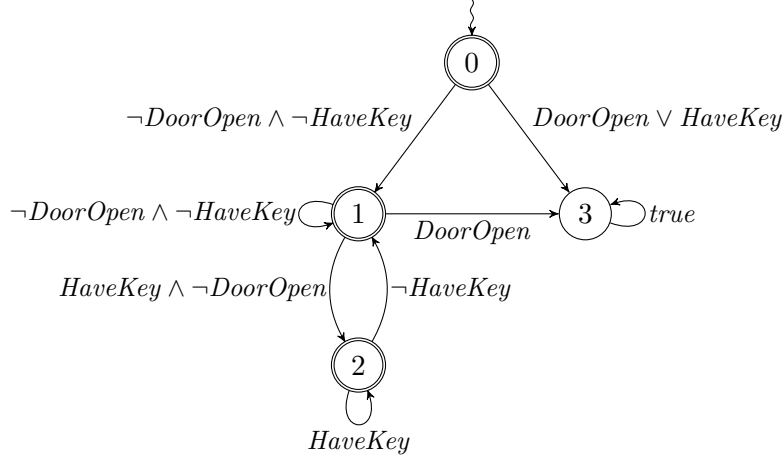 0
¬DoorOpen ∧ ¬HaveKey
DoorOpen ∨ HaveKey
¬DoorOpen ∧ ¬HaveKey
1
DoorOpen
3
true
HaveKey ∧ ¬DoorOpen
¬HaveKey
2
HaveKey